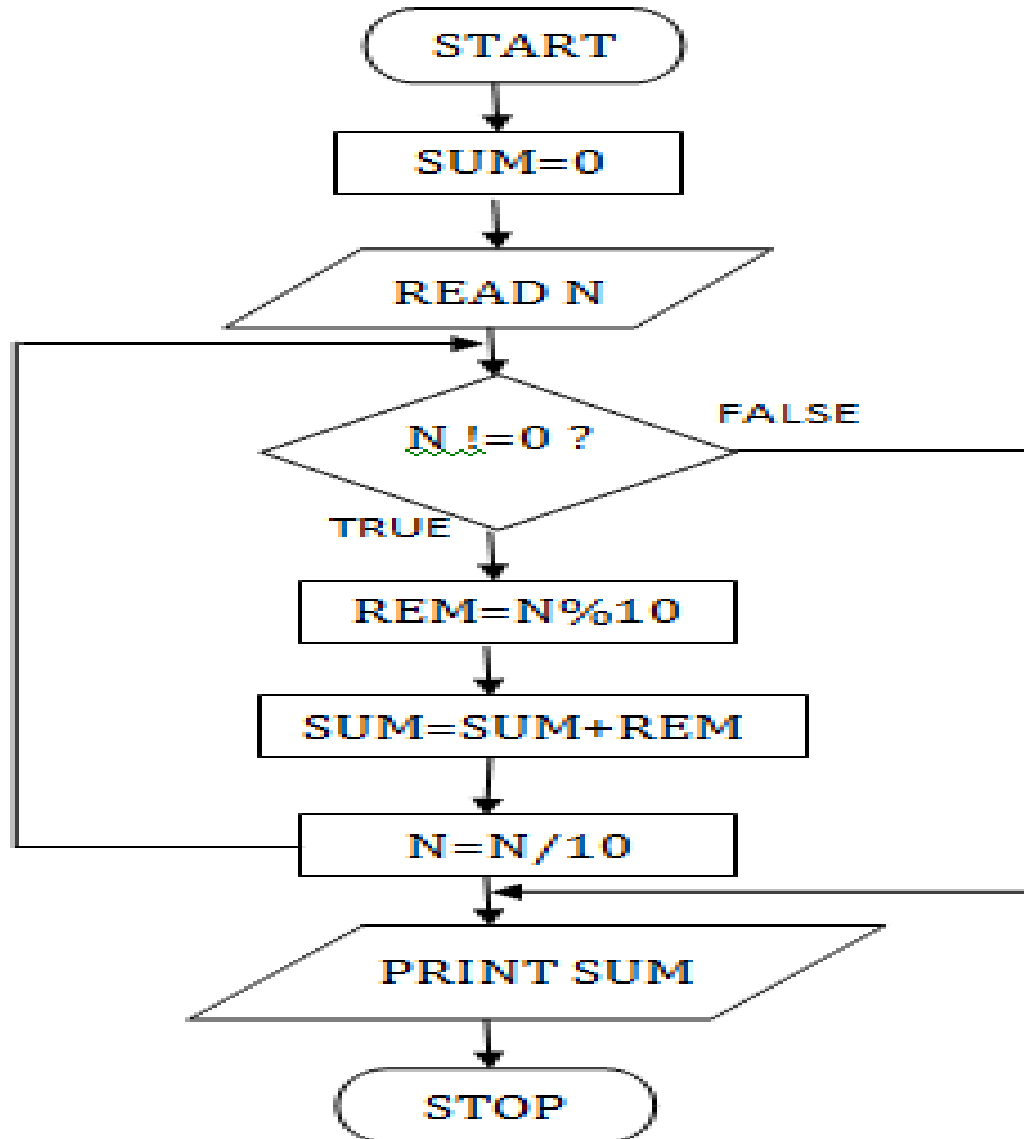 START
SUM=0
READ N
N !=0 ?
FALSE
TRUE
REM=N%10
SUM=SUM+REM
N=N/10
PRINT SUM
STOP